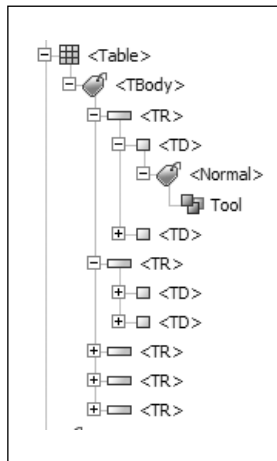 <Table>
<TBody>
<TR>
<TD>
<Normal>
Tool
<TD>
<TR>
<TD>
<TD>
<TR>
<TR>
<TR>